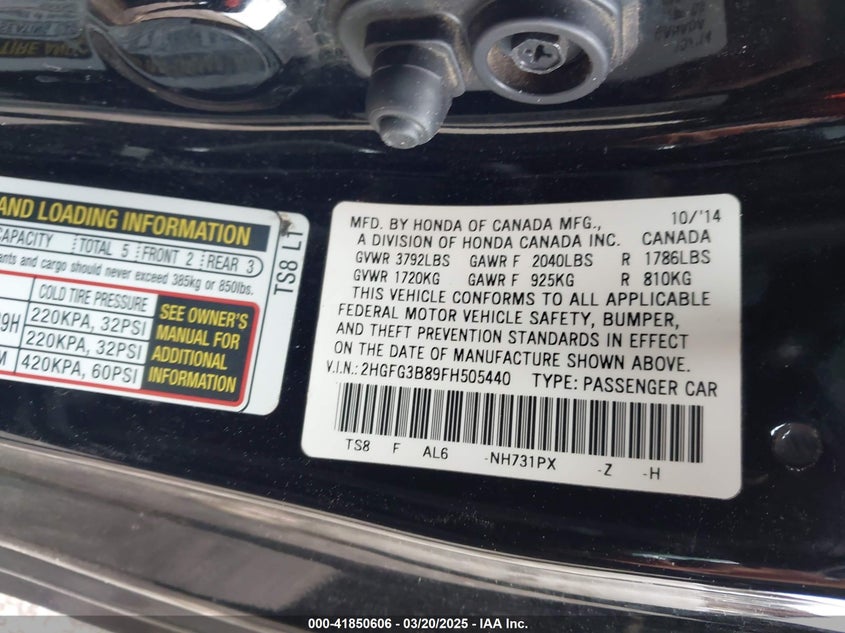 AND LOADING INFORMATION
CAPACITY TOTAL 5 FRONT 2 REAR 3
ants and cargo should never exceed 385kg or 850lbs.
COLD TIRE PRESSURE
9H 220KPA, 32PSI
220KPA, 32PSI
M 420KPA, 60PSI
SEE OWNER'S
MANUAL FOR
ADDITIONAL
INFORMATION
TS8 L1
MFD. BY HONDA OF CANADA MFG., 10/'14
A DIVISION OF HONDA CANADA INC. CANADA
GVWR 3792LBS GAWR F 2040LBS R 1786LBS
GVWR 1720KG GAWR F 925KG R 810KG
THIS VEHICLE CONFORMS TO ALL APPLICABLE
FEDERAL MOTOR VEHICLE SAFETY, BUMPER,
AND THEFT PREVENTION STANDARDS IN EFFECT
ON THE DATE OF MANUFACTURE SHOWN ABOVE.
V.I.N.: 2HGFG3B89FH505440 TYPE: PASSENGER CAR
TS8 F AL6 -NH731PX -Z -H
000-41850606 - 03/20/2025 - IAA Inc.